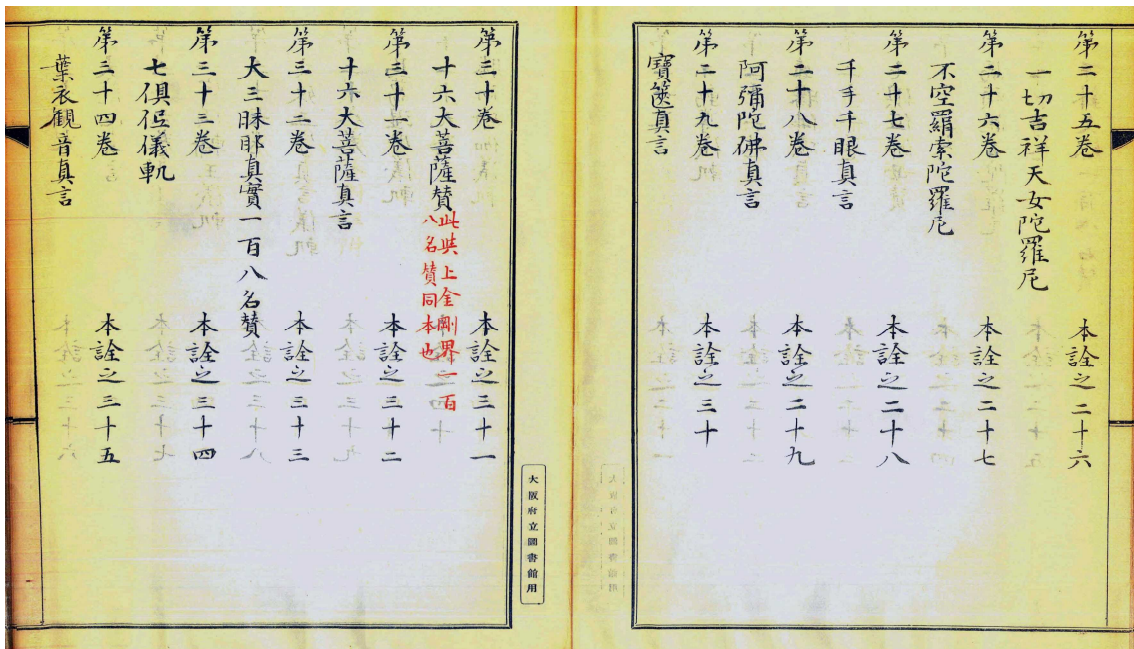 第二十五卷　本詮之二十六
一切吉祥天女陀羅尼
第二十六卷　本詮之二十七
不空羂索陀羅尼
第二十七卷　本詮之二十八
千手千眼真言
第二十八卷　本詮之二十九
阿彌陀佛真言
第二十九卷　本詮之三十
寶篋真言
第三十卷　本詮之三十一
十六大菩薩賛
此與上金剛界一百
八名賛同本也
第三十一卷　本詮之三十二
十六大菩薩真言
第三十二卷　本詮之三十三
大三昧耶真實一百八名賛
第三十三卷　本詮之三十四
七俱胝儀軌
第三十四卷　本詮之三十五
葉衣観音真言
大阪府立圖書館用